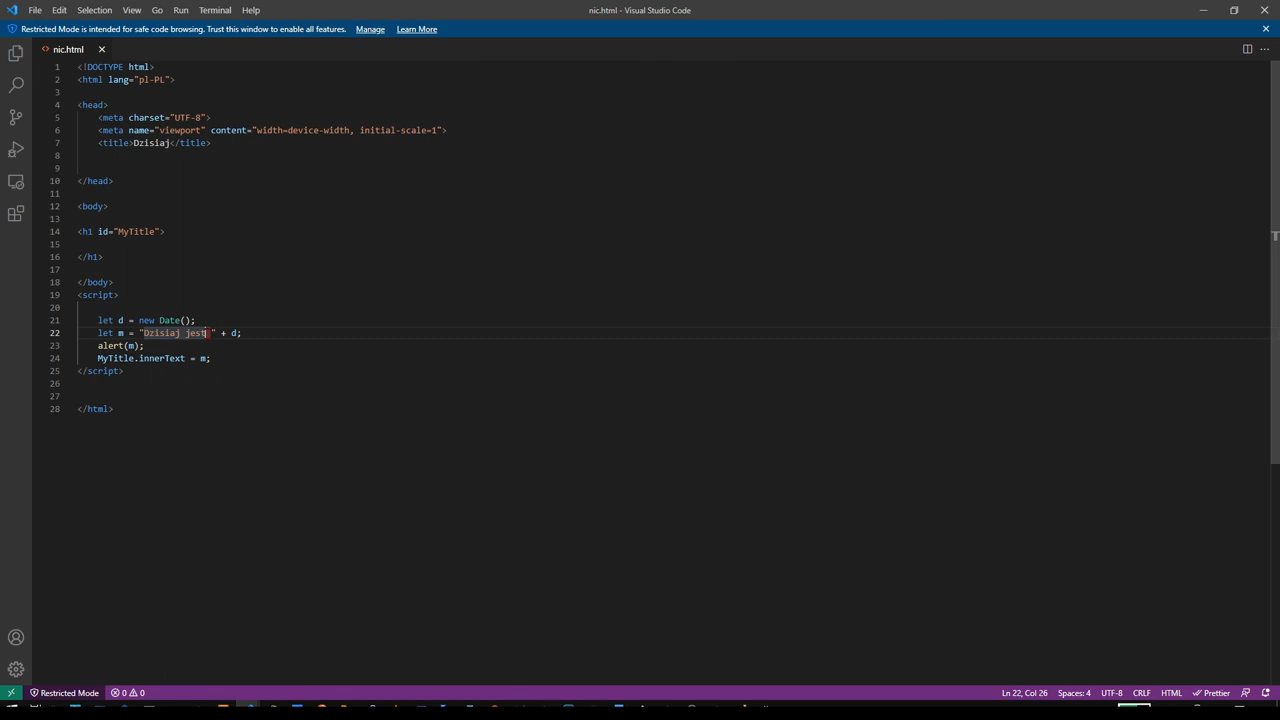 File Edit Selection View Go Run Terminal Help nic.html - Visual Studio Code
Restricted Mode is intended for safe code browsing. Trust this window to enable all features. Manage Learn More
nic.html
1 <!DOCTYPE html>
2 <html lang="pl-PL">
3
4 <head>
5 <meta charset="UTF-8">
6 <meta name="viewport" content="width=device-width, initial-scale=1">
7 <title>Dzisiaj</title>
8
9
10 </head>
11
12 <body>
13
14 <h1 id="MyTitle">
15
16 </h1>
17
18 </body>
19 <script>
20
21 let d = new Date();
22 let m = "Dzisiaj jest " + d;
23 alert(m);
24 MyTitle.innerText = m;
25 </script>
26
27
28 </html>
Restricted Mode 0 0 Ln 22, Col 26 Spaces: 4 UTF-8 CRLF HTML Prettier